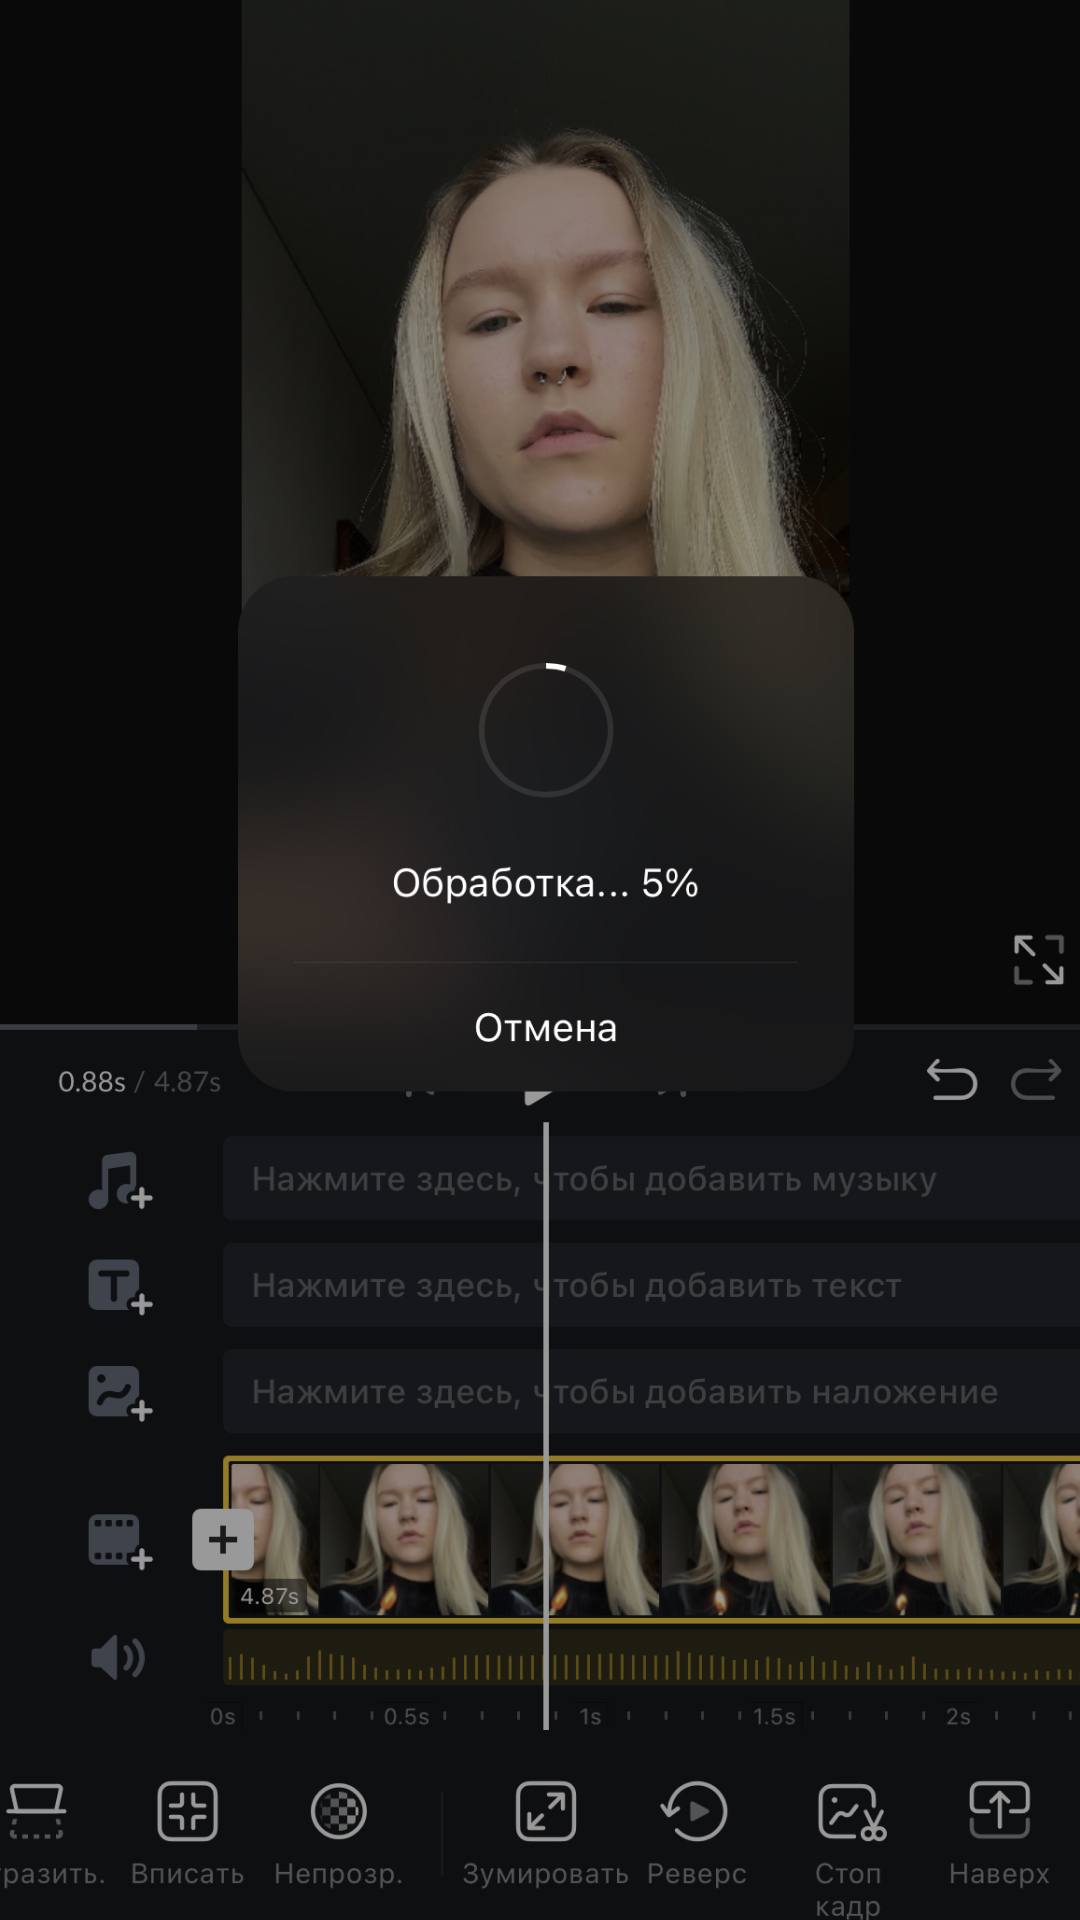 Обработка... 5%
Отмена
0.88s / 4.87s
Нажмите здесь, чтобы добавить музыку
Нажмите здесь, чтобы добавить текст
Нажмите здесь, чтобы добавить наложение
4.87s
0s 0.5s 1s 1.5s 2s
разить. Вписать Непрозр. Зумировать Реверс Стоп кадр Наверх